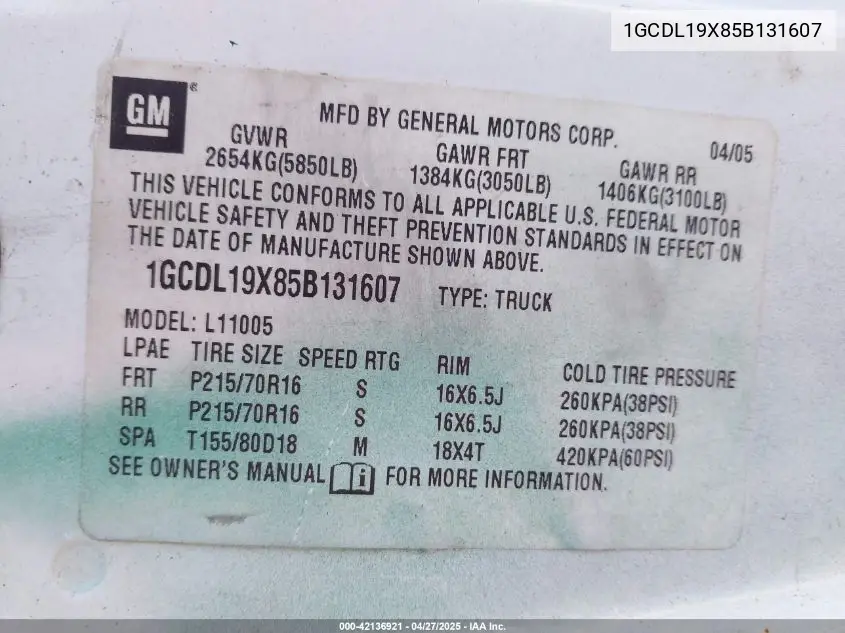 1GCDL19X85B131607
GM®
MFD BY GENERAL MOTORS CORP. 04/05
GVWR GAWR FRT GAWR RR
2654KG(5850LB) 1384KG(3050LB) 1406KG(3100LB)
THIS VEHICLE CONFORMS TO ALL APPLICABLE U.S. FEDERAL MOTOR
VEHICLE SAFETY AND THEFT PREVENTION STANDARDS IN EFFECT ON
THE DATE OF MANUFACTURE SHOWN ABOVE.
1GCDL19X85B131607 TYPE: TRUCK
MODEL: L11005
LPAE TIRE SIZE SPEED RTG RIM COLD TIRE PRESSURE
FRT P215/70R16 S 16X6.5J 260KPA(38PSI)
RR P215/70R16 S 16X6.5J 260KPA(38PSI)
SPA T155/80D18 M 18X4T 420KPA(60PSI)
SEE OWNER'S MANUAL i FOR MORE INFORMATION.
000-42136921 - 04/27/2025 - IAA Inc.